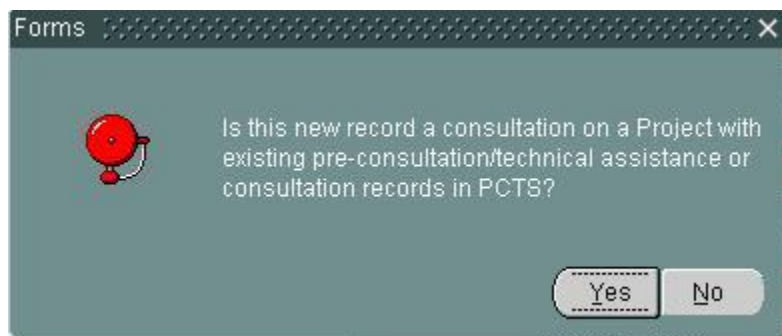 Forms
Is this new record a consultation on a Project with
existing pre-consultation/technical assistance or
consultation records in PCTS?
Yes No